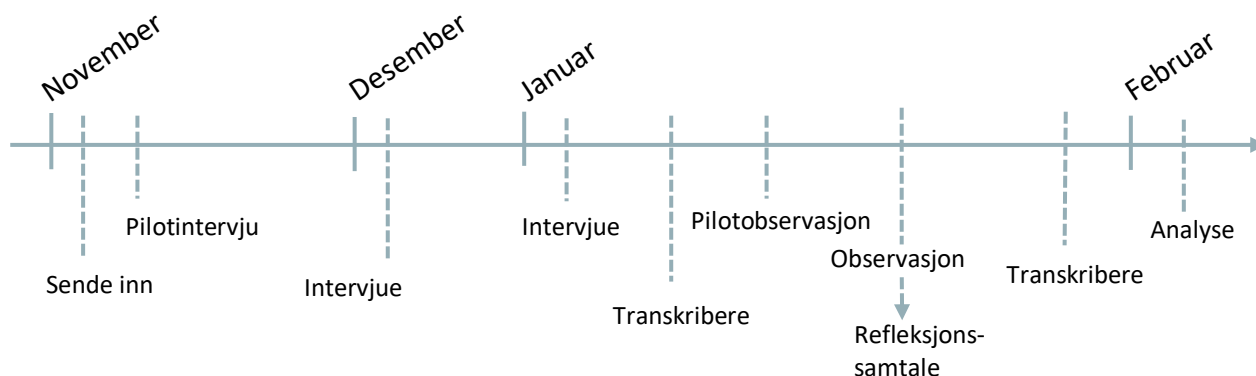 November
Desember
Januar
Februar
Pilotintervju
Intervjue
Pilotobservasjon
Analyse
Observasjon
Transkribere
Sende inn
Intervjue
Transkribere
Refleksjons-
samtale